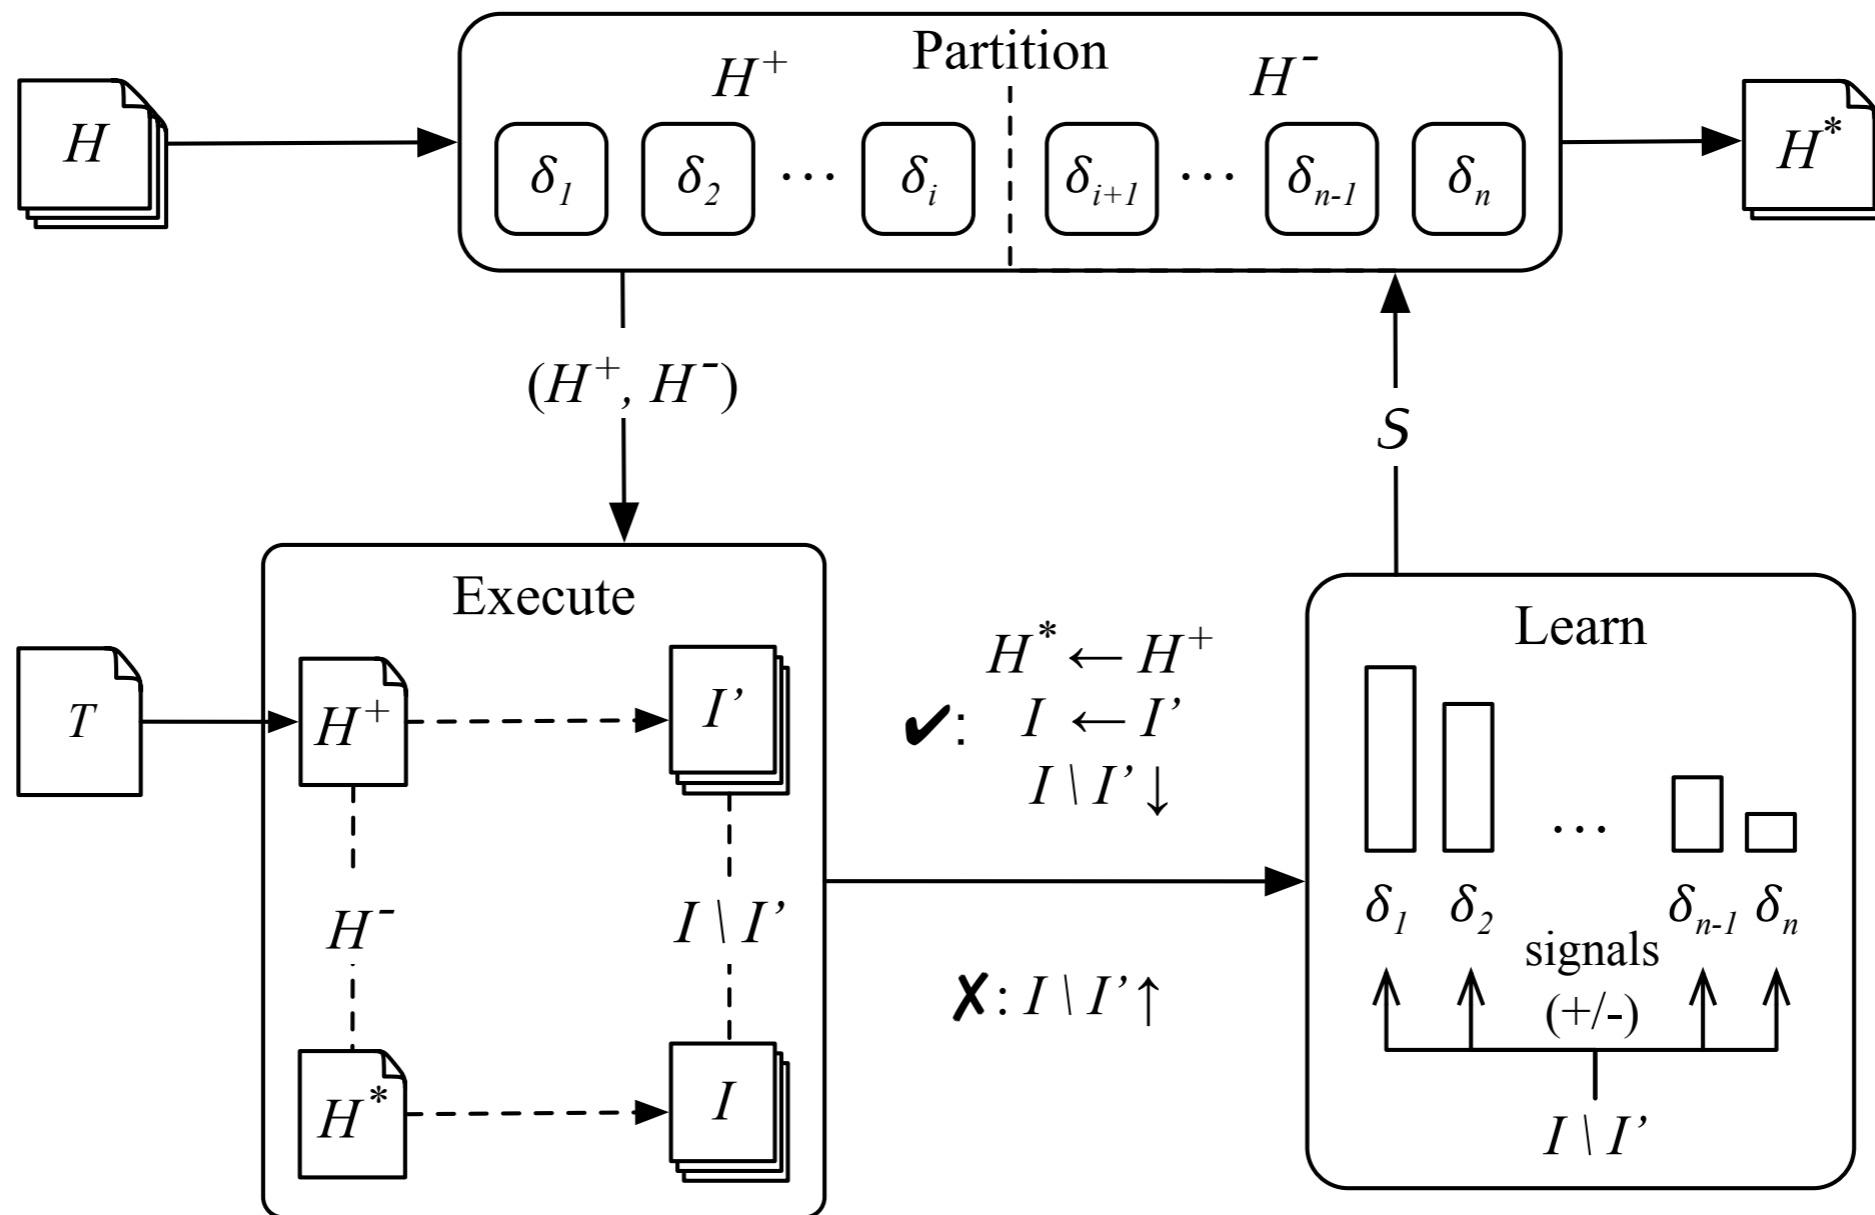 Partition
H⁺ H⁻
H
δ₁ δ₂ … δᵢ δᵢ₊₁ … δₙ₋₁ δₙ
H*
(H⁺, H⁻)
S
Execute
T
H⁺
I’
H⁻
I \ I’
H*
I
H* ← H⁺
✔: I ← I’
I \ I’ ↓
✘: I \ I’ ↑
Learn
…
δ₁ δ₂ δₙ₋₁ δₙ
signals
(+/-)
I \ I’